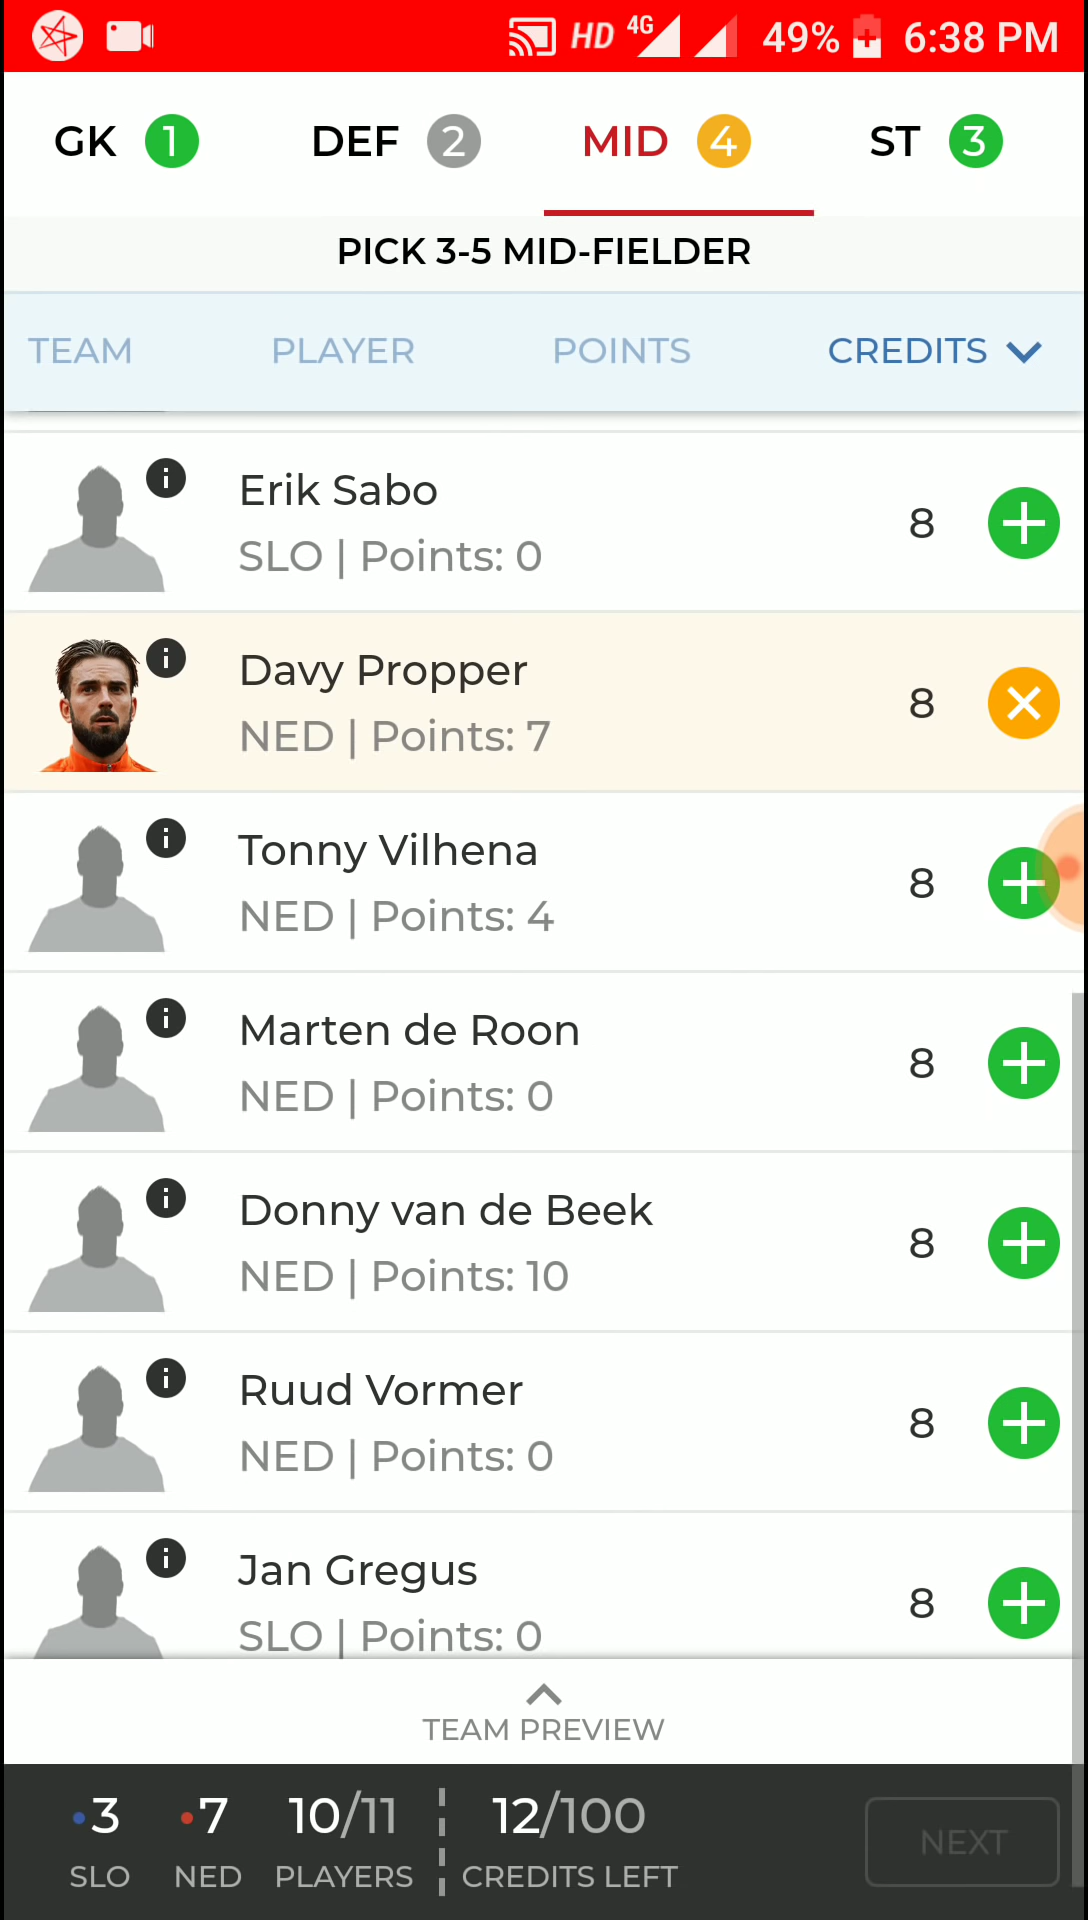 HD 4G 49% 6:38 PM
GK 1 DEF 2 MID 4 ST 3
PICK 3-5 MID-FIELDER
TEAM PLAYER POINTS CREDITS
Erik Sabo
8
SLO | Points: 0
Davy Propper
8
NED | Points: 7
Tonny Vilhena
8
NED | Points: 4
Marten de Roon
8
NED | Points: 0
Donny van de Beek
8
NED | Points: 10
Ruud Vormer
8
NED | Points: 0
Jan Gregus
8
SLO | Points: 0
TEAM PREVIEW
3 7 10/11 12/100
SLO NED PLAYERS CREDITS LEFT
NEXT